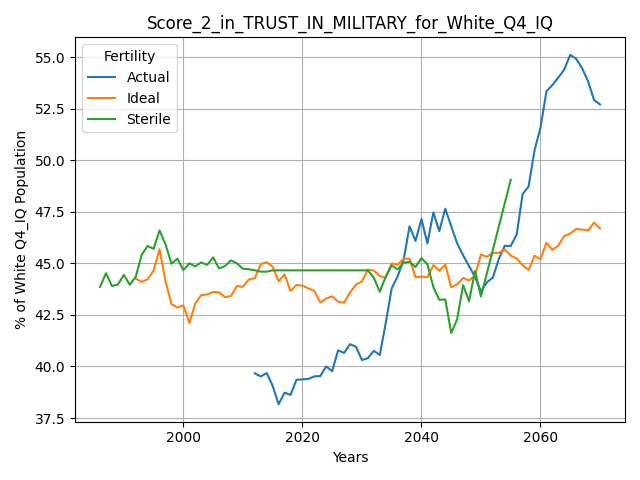 Score_2_in_TRUST_IN_MILITARY_for_White_Q4_IQ
Fertility
Actual
Ideal
Sterile
% of White Q4_IQ Population
55.0
52.5
50.0
47.5
45.0
42.5
40.0
37.5
2000
2020
2040
2060
Years